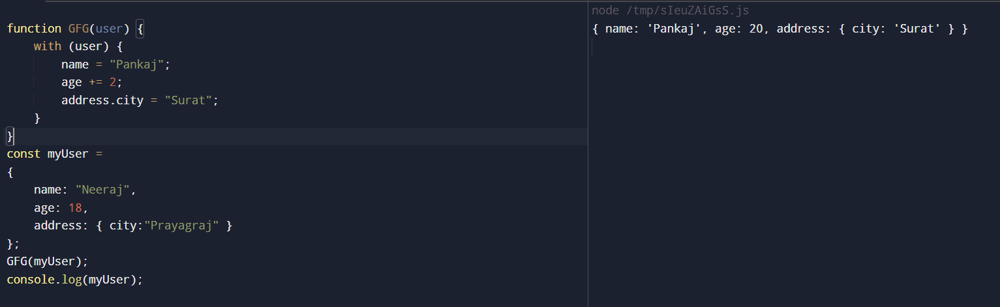 function GFG(user) {
    with (user) {
        name = "Pankaj";
        age += 2;
        address.city = "Surat";
    }
}
const myUser =
{
    name: "Neeraj",
    age: 18,
    address: { city:"Prayagraj" }
};
GFG(myUser);
console.log(myUser);
node /tmp/sIeuZAiGsS.js
{ name: 'Pankaj', age: 20, address: { city: 'Surat' } }